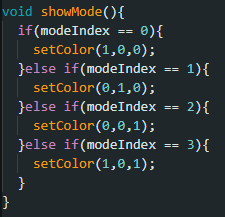 void showMode(){
  if(modeIndex == 0){
    setColor(1,0,0);
  }else if(modeIndex == 1){
    setColor(0,1,0);
  }else if(modeIndex == 2){
    setColor(0,0,1);
  }else if(modeIndex == 3){
    setColor(1,0,1);
  }
}